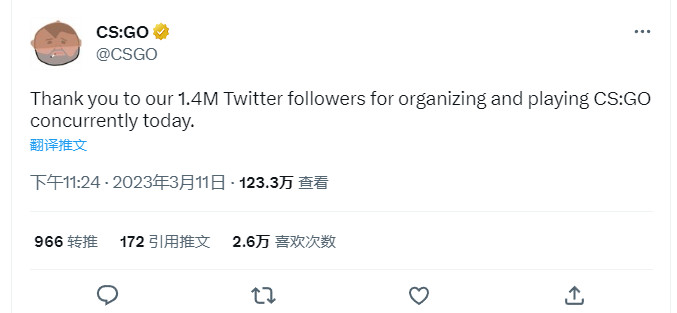 CS:GO
@CSGO
Thank you to our 1.4M Twitter followers for organizing and playing CS:GO
concurrently today.
翻译推文
下午11:24 · 2023年3月11日 · 123.3万 查看
966 转推 172 引用推文 2.6万 喜欢次数